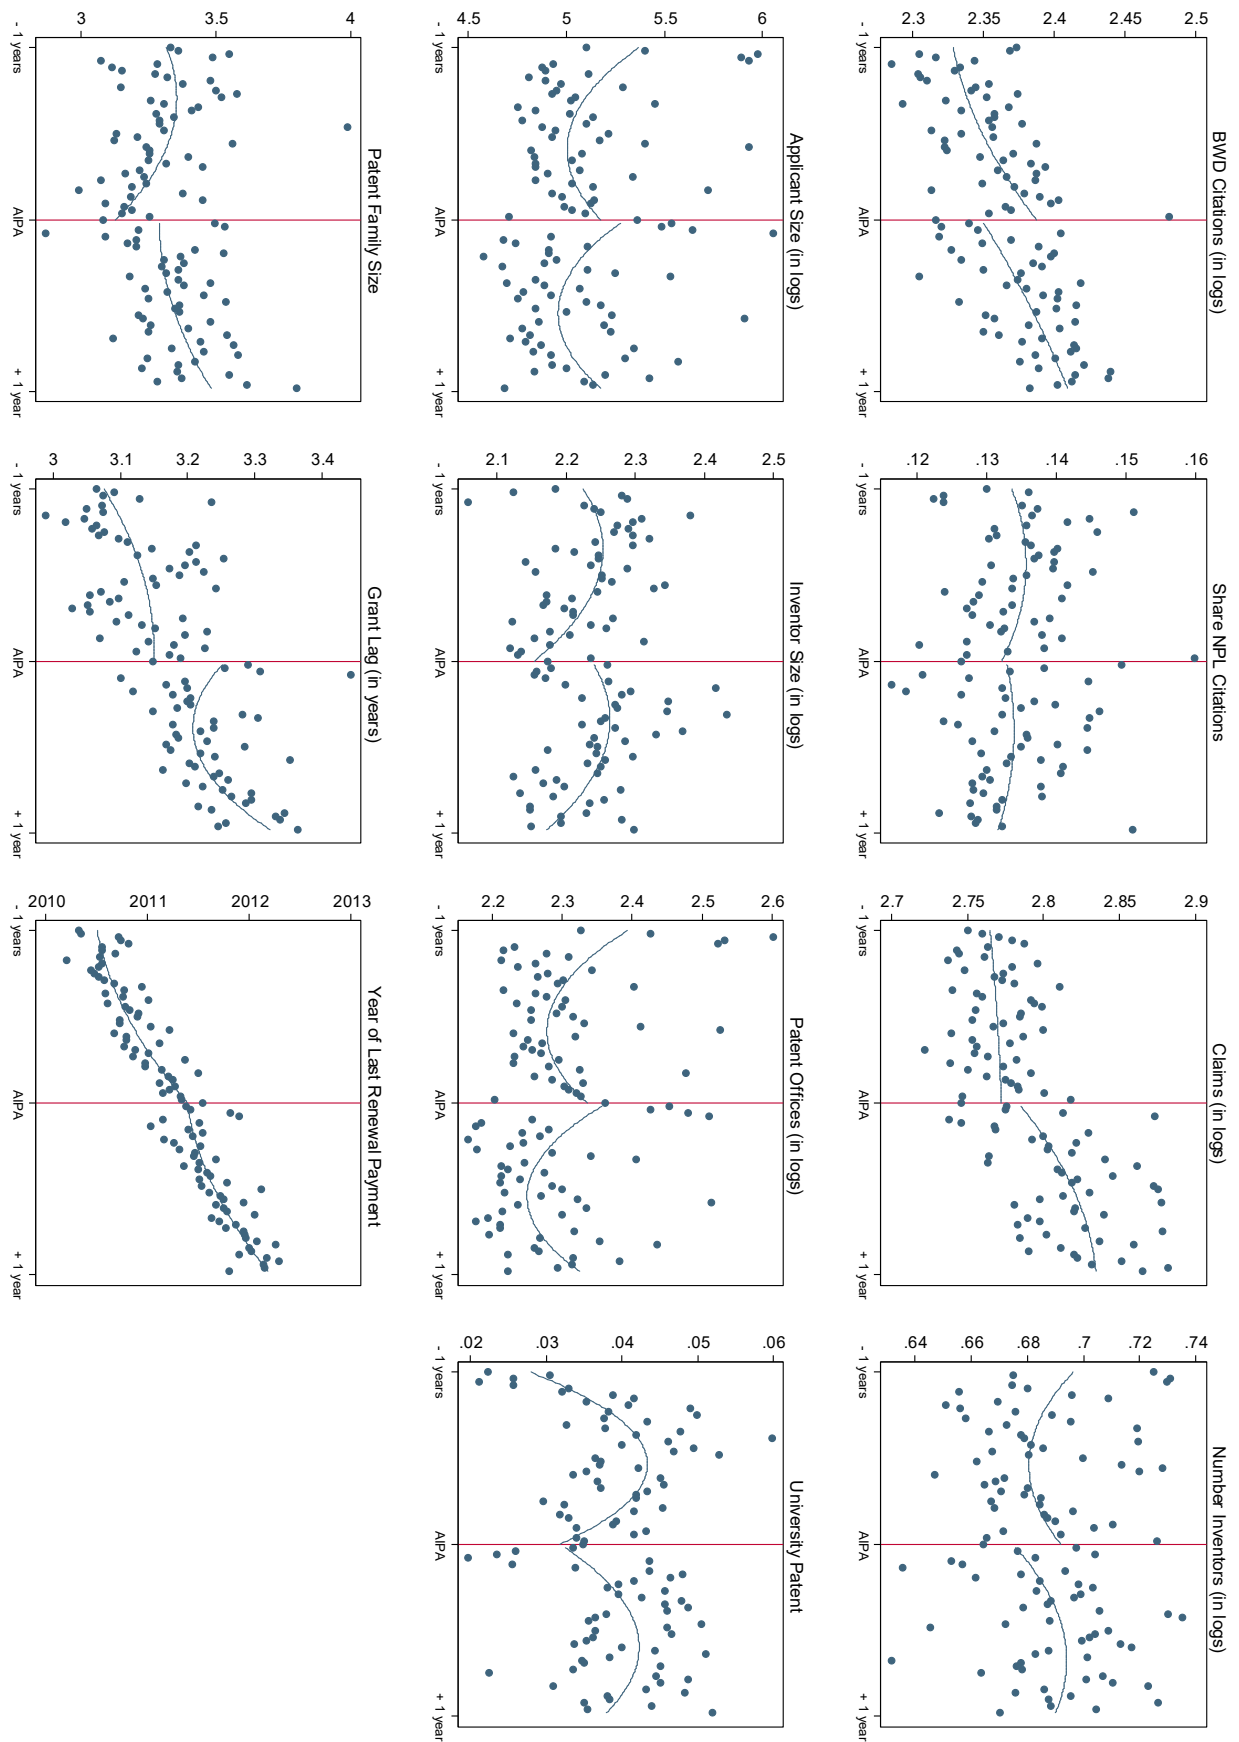 BWD Citations (in logs)
2.3 2.35 2.4 2.45 2.5
- 1 years AIPA + 1 year
Share NPL Citations
.12 .13 .14 .15 .16
- 1 years AIPA + 1 year
Claims (in logs)
2.7 2.75 2.8 2.85 2.9
- 1 years AIPA + 1 year
Number Inventors (in logs)
.64 .66 .68 .7 .72 .74
- 1 years AIPA + 1 year
Applicant Size (in logs)
4.5 5 5.5 6
- 1 years AIPA + 1 year
Inventor Size (in logs)
2.1 2.2 2.3 2.4 2.5
- 1 years AIPA + 1 year
Patent Offices (in logs)
2.2 2.3 2.4 2.5 2.6
- 1 years AIPA + 1 year
University Patent
.02 .03 .04 .05 .06
- 1 years AIPA + 1 year
Patent Family Size
3 3.5 4
- 1 years AIPA + 1 year
Grant Lag (in years)
3 3.1 3.2 3.3 3.4
- 1 years AIPA + 1 year
Year of Last Renewal Payment
2010 2011 2012 2013
- 1 years AIPA + 1 year